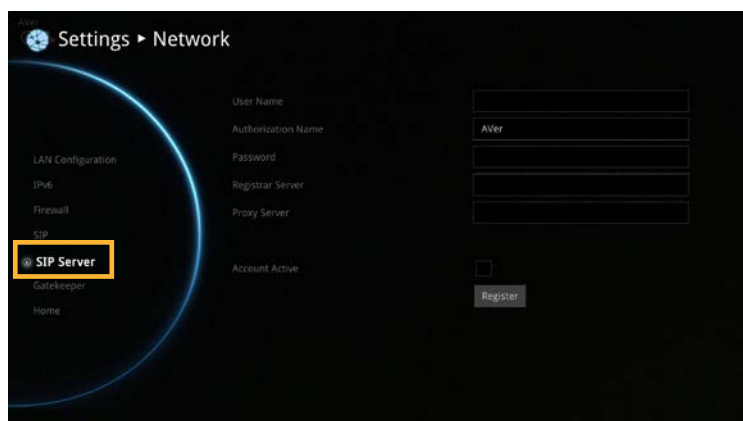 AVer
Settings ▸ Network
User Name
Authorization Name AVer
LAN Configuration
Password
IPv6
Registrar Server
Firewall
Proxy Server
SIP
SIP Server
Account Active
Gatekeeper
Register
Home